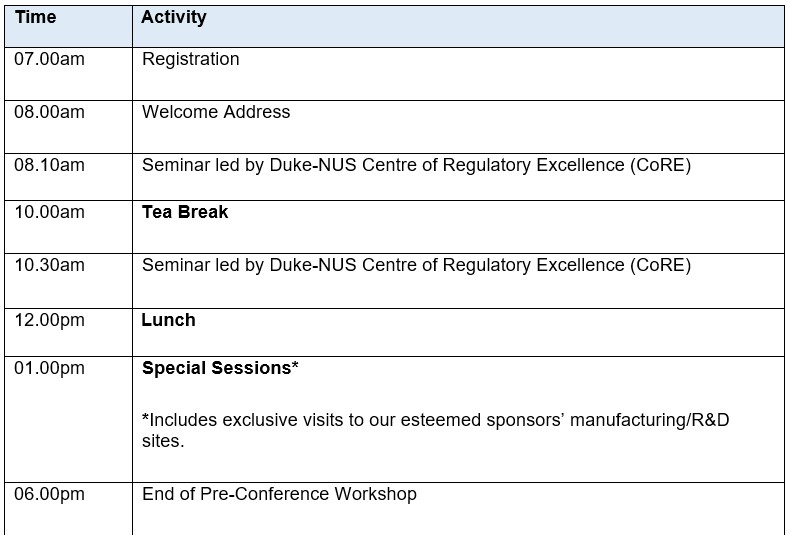 Time Activity
07.00am Registration
08.00am Welcome Address
08.10am Seminar led by Duke-NUS Centre of Regulatory Excellence (CoRE)
10.00am Tea Break
10.30am Seminar led by Duke-NUS Centre of Regulatory Excellence (CoRE)
12.00pm Lunch
01.00pm Special Sessions*
*Includes exclusive visits to our esteemed sponsors’ manufacturing/R&D
sites.
06.00pm End of Pre-Conference Workshop